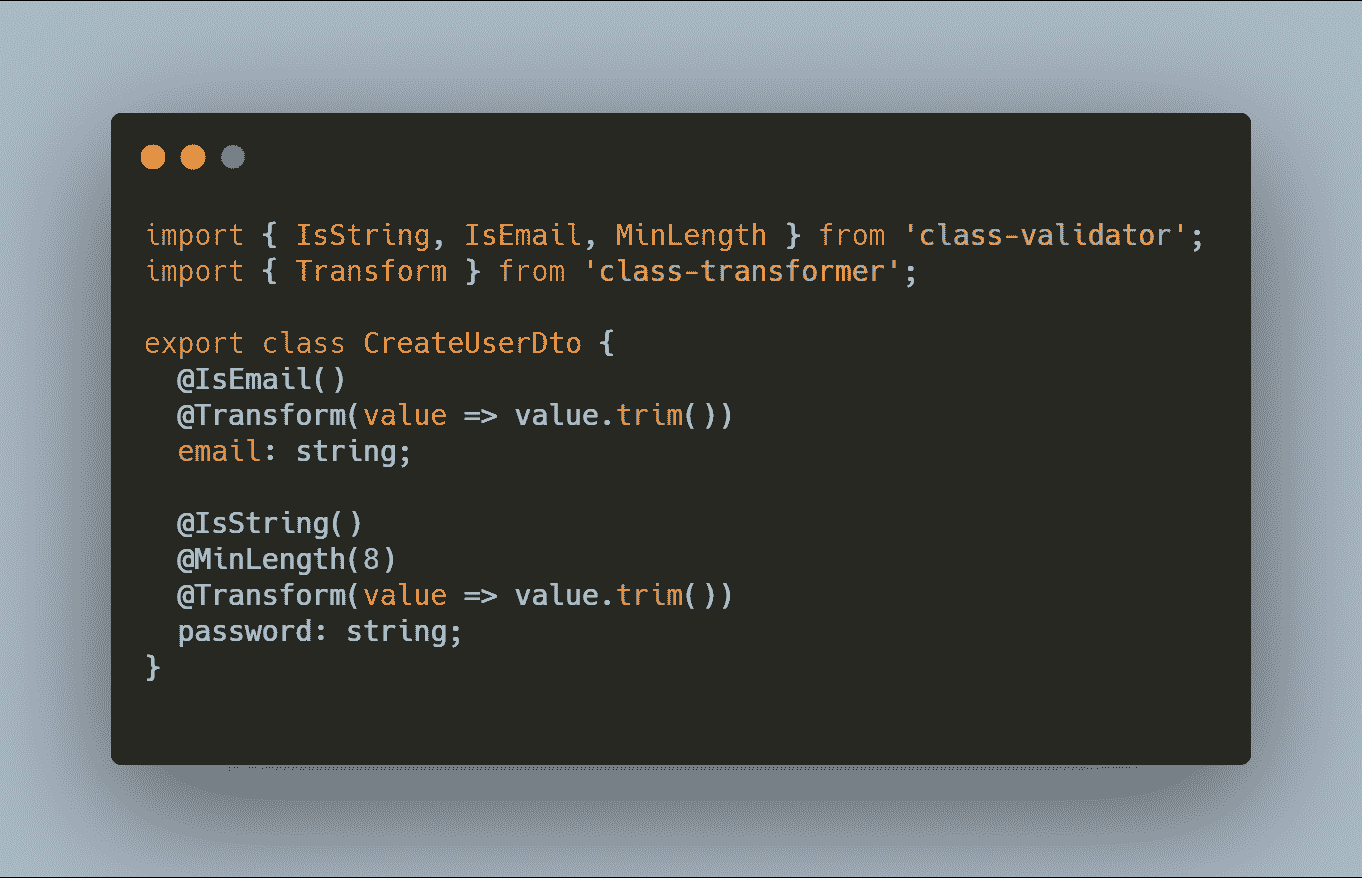 import { IsString, IsEmail, MinLength } from 'class-validator';
import { Transform } from 'class-transformer';

export class CreateUserDto {
  @IsEmail()
  @Transform(value => value.trim())
  email: string;

  @IsString()
  @MinLength(8)
  @Transform(value => value.trim())
  password: string;
}